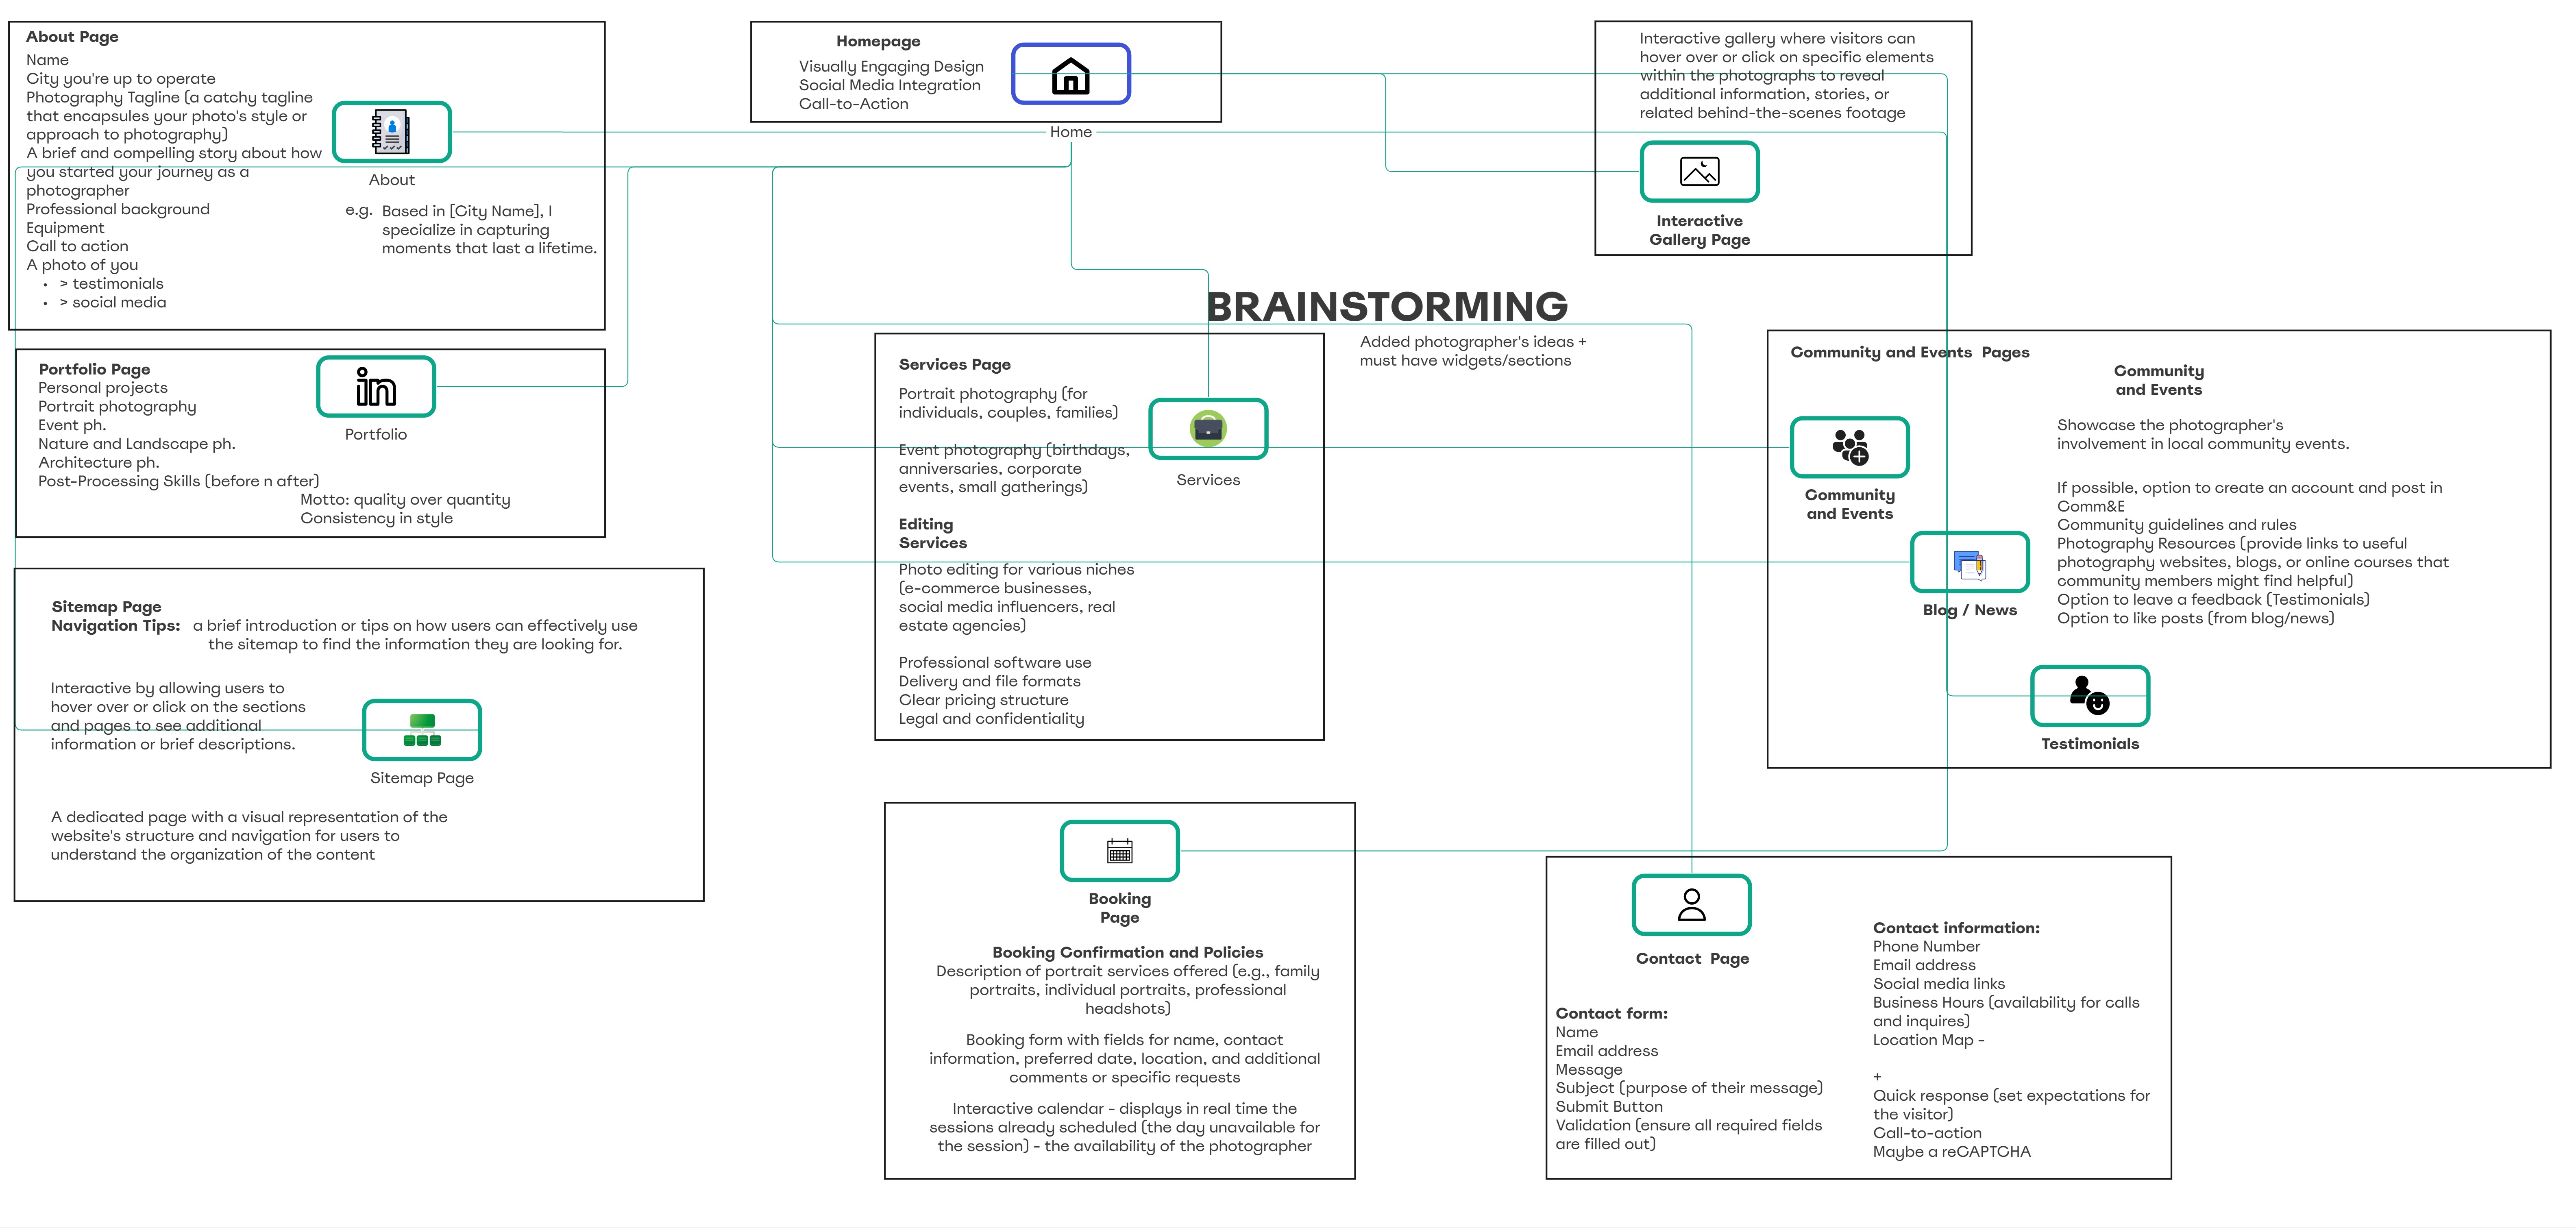 About Page
Name
City you're up to operate
Photography Tagline (a catchy tagline
that encapsules your photo's style or
approach to photography)
A brief and compelling story about how
you started your journey as a
photographer
Professional background
Equipment
Call to action
A photo of you
• > testimonials
• > social media
About
e.g. Based in [City Name], I
specialize in capturing
moments that last a lifetime.
Homepage
Visually Engaging Design
Social Media Integration
Call-to-Action
Home
Interactive gallery where visitors can
hover over or click on specific elements
within the photographs to reveal
additional information, stories, or
related behind-the-scenes footage
Interactive
Gallery Page
BRAINSTORMING
Added photographer's ideas +
must have widgets/sections
Portfolio Page
Personal projects
Portrait photography
Event ph.
Nature and Landscape ph.
Architecture ph.
Post-Processing Skills (before n after)
Motto: quality over quantity
Consistency in style
in
Portfolio
Services Page
Portrait photography (for
individuals, couples, families)
Event photography (birthdays,
anniversaries, corporate
events, small gatherings)
Editing
Services
Photo editing for various niches
(e-commerce businesses,
social media influencers, real
estate agencies)
Professional software use
Delivery and file formats
Clear pricing structure
Legal and confidentiality
Services
Community and Events Pages
Community
and Events
Showcase the photographer's
involvement in local community events.
If possible, option to create an account and post in
Comm&E
Community guidelines and rules
Photography Resources (provide links to useful
photography websites, blogs, or online courses that
community members might find helpful)
Option to leave a feedback (Testimonials)
Option to like posts (from blog/news)
Community
and Events
Blog / News
Testimonials
Sitemap Page
Navigation Tips: a brief introduction or tips on how users can effectively use
the sitemap to find the information they are looking for.
Interactive by allowing users to
hover over or click on the sections
and pages to see additional
information or brief descriptions.
Sitemap Page
A dedicated page with a visual representation of the
website's structure and navigation for users to
understand the organization of the content
Booking
Page
Booking Confirmation and Policies
Description of portrait services offered (e.g., family
portraits, individual portraits, professional
headshots)
Booking form with fields for name, contact
information, preferred date, location, and additional
comments or specific requests
Interactive calendar - displays in real time the
sessions already scheduled (the day unavailable for
the session) - the availability of the photographer
Contact Page
Contact form:
Name
Email address
Message
Subject (purpose of their message)
Submit Button
Validation (ensure all required fields
are filled out)
Contact information:
Phone Number
Email address
Social media links
Business Hours (availability for calls
and inquires)
Location Map -
+
Quick response (set expectations for
the visitor)
Call-to-action
Maybe a reCAPTCHA